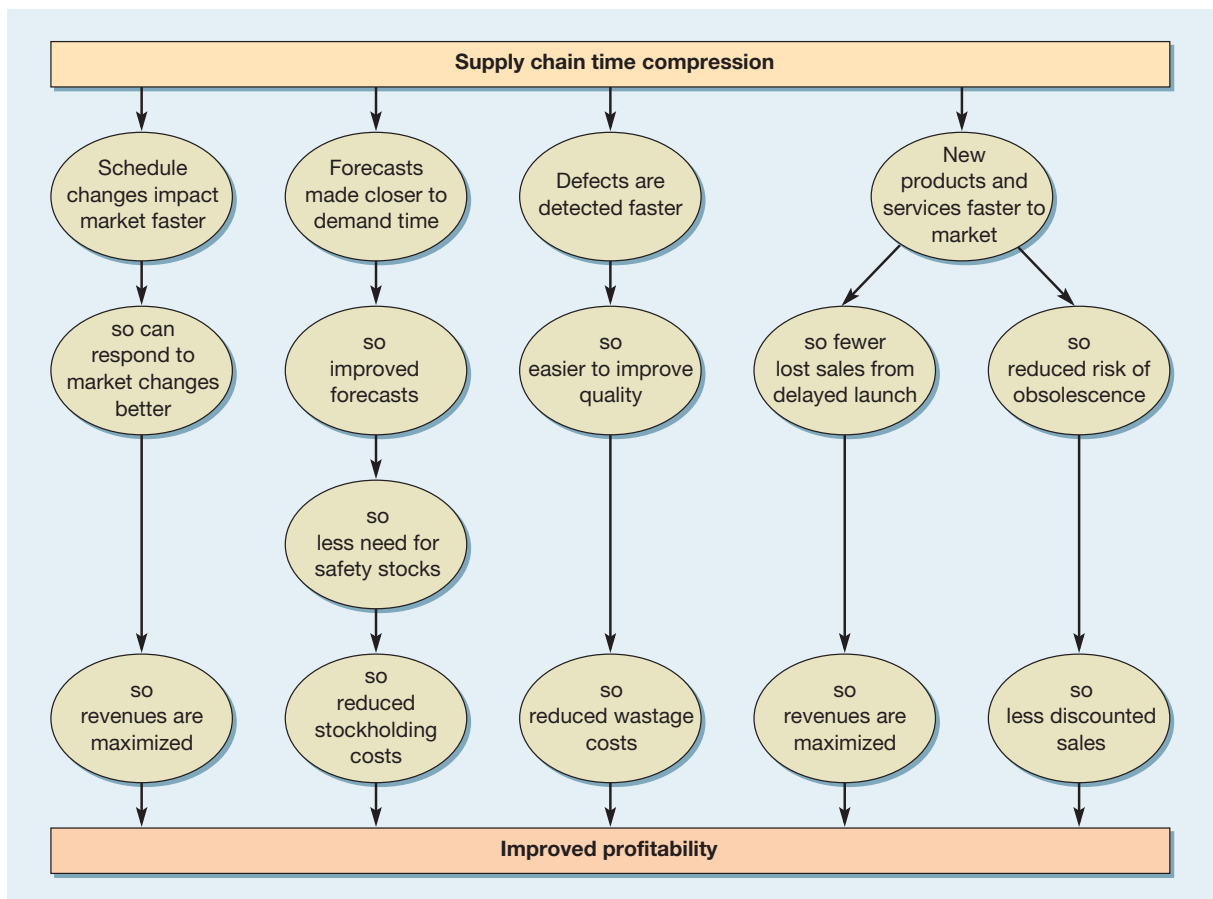 Supply chain time compression
Schedule
changes impact
market faster
Forecasts
made closer to
demand time
Defects are
detected faster
New
products and
services faster to
market
so can
respond to
market changes
better
so
improved
forecasts
so
easier to improve
quality
so fewer
lost sales from
delayed launch
so
reduced risk of
obsolescence
so
less need for
safety stocks
so
revenues are
maximized
so
reduced
stockholding
costs
so
reduced wastage
costs
so
revenues are
maximized
so
less discounted
sales
Improved profitability